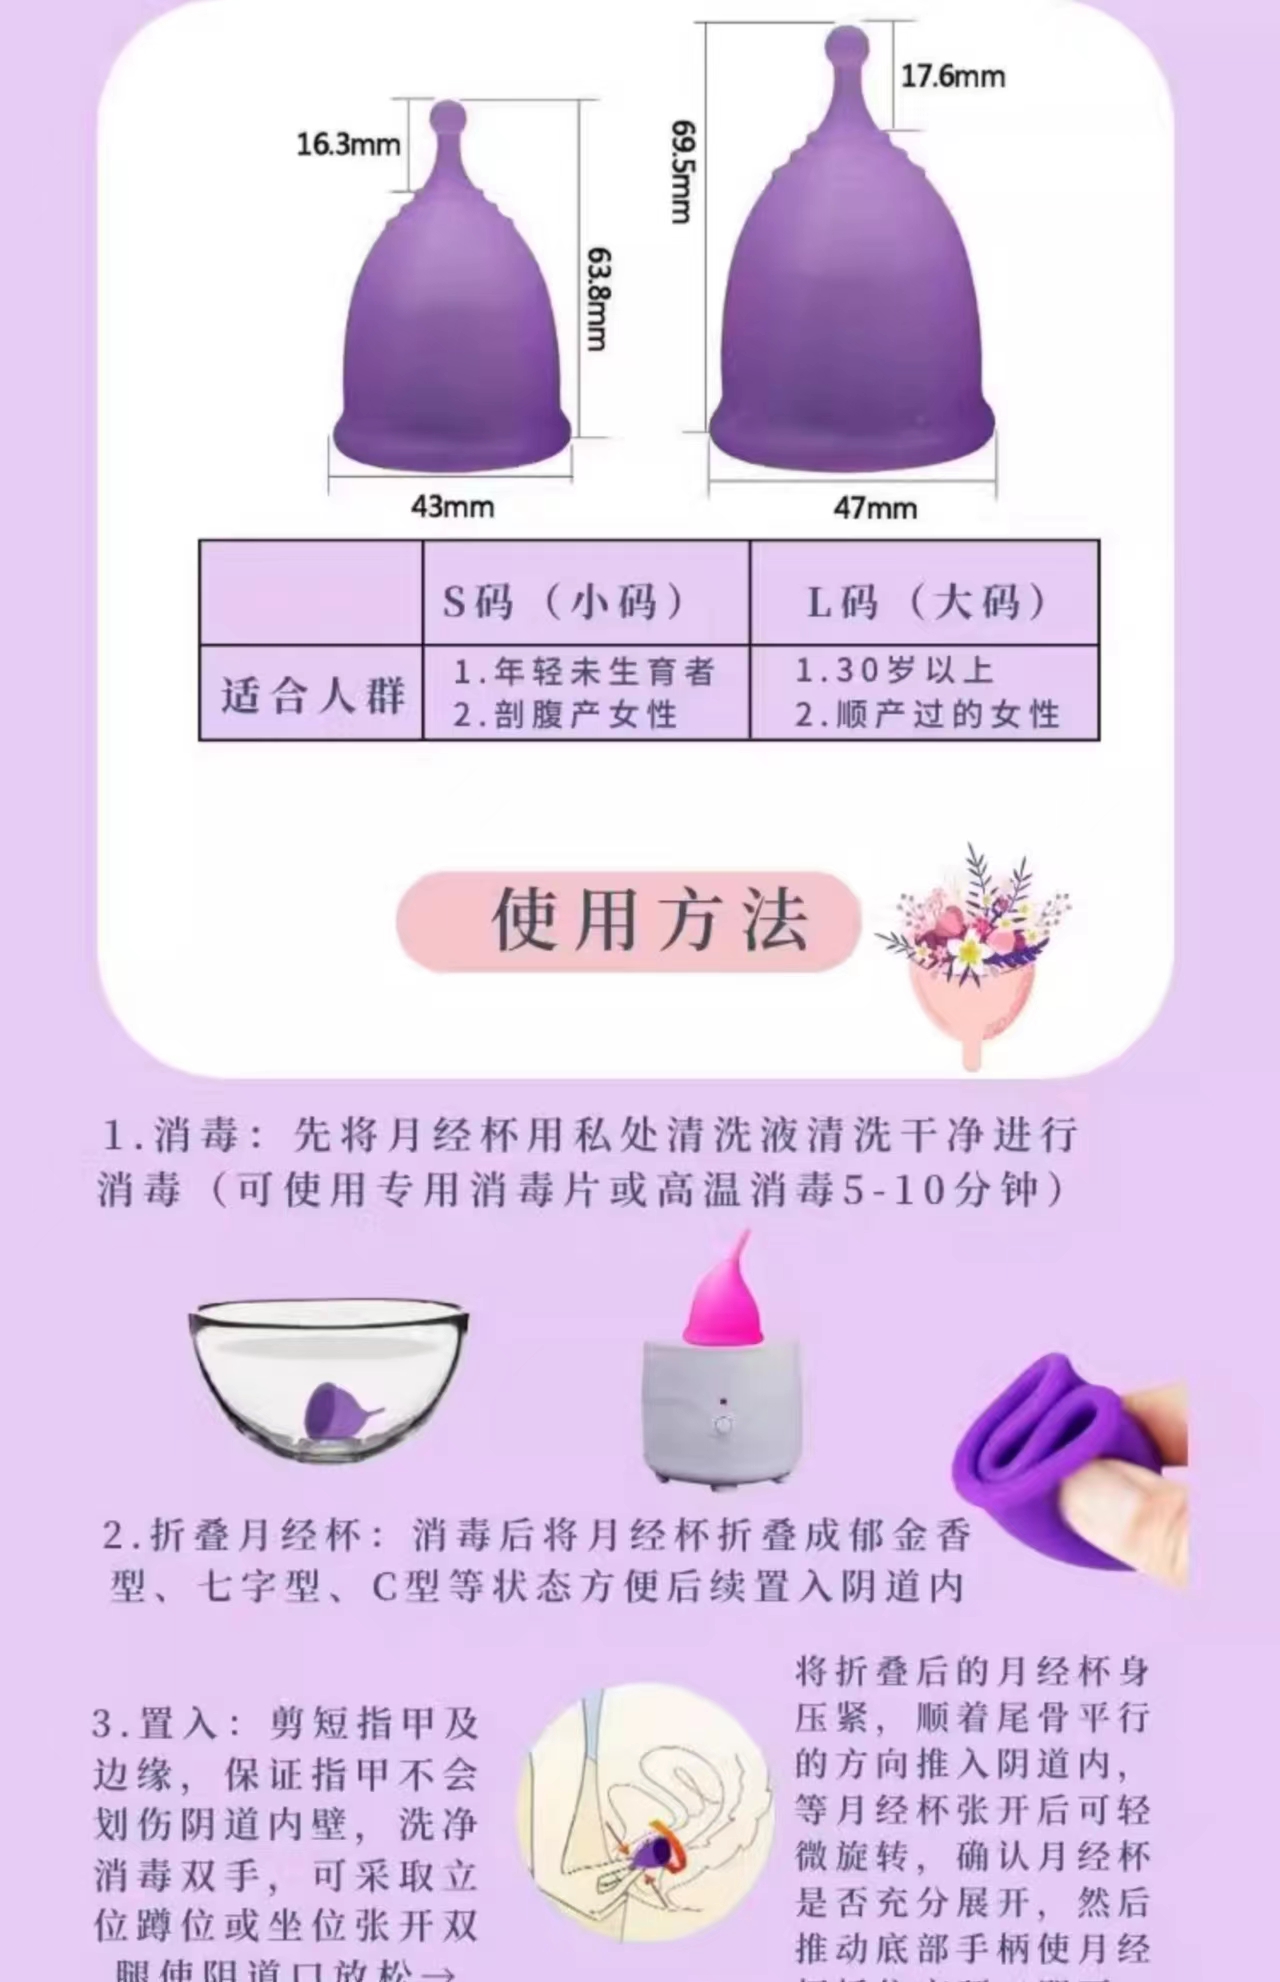 17.6mm
16.3mm
69.5mm
63.8mm
43mm
47mm
S码（小码）
L码（大码）
适合人群
1.年轻未生育者
2.剖腹产女性
1.30岁以上
2.顺产过的女性
使用方法
1.消毒：先将月经杯用私处清洗液清洗干净进行
消毒（可使用专用消毒片或高温消毒5-10分钟）
2.折叠月经杯：消毒后将月经杯折叠成郁金香
型、七字型、C型等状态方便后续置入阴道内
3.置入：剪短指甲及
边缘，保证指甲不会
划伤阴道内壁，洗净
消毒双手，可采取立
位蹲位或坐位张开双
腿使阴道口放松→
将折叠后的月经杯身
压紧，顺着尾骨平行
的方向推入阴道内，
等月经杯张开后可轻
微旋转，确认月经杯
是否充分展开，然后
推动底部手柄使月经